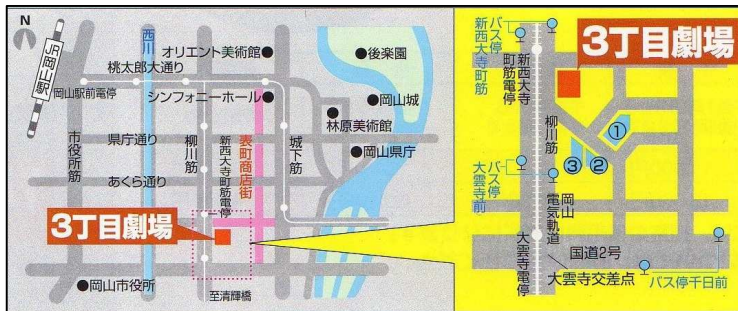 N
JR岡山駅
西川
オリエント美術館
後楽園
桃太郎大通り
岡山駅前電停
シンフォニーホール
岡山城
林原美術館
市役所筋
県庁通り
柳川筋
新西大寺町筋電停
表町商店街
城下筋
岡山県庁
あくら通り
3丁目劇場
岡山市役所
至清輝橋
バス停
新西大寺町筋
新西大寺
町筋電停
3丁目劇場
柳川筋
①
②
③
バス停
大雲寺前
岡山
電気軌道
大雲寺電停
国道2号
大雲寺交差点
バス停千日前